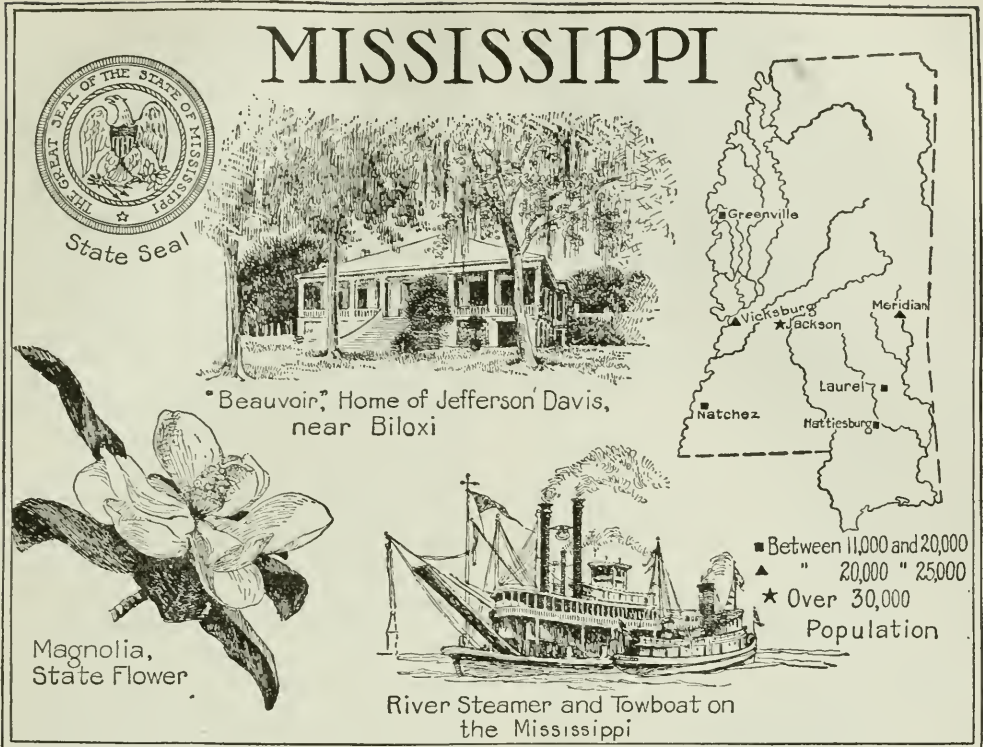 MISSISSIPPI
THE GREAT SEAL OF THE STATE OF MISSISSIPPI
State Seal
"Beauvoir," Home of Jefferson Davis,
near Biloxi
Greenville
Vicksburg
Jackson
Meridian
Laurel
Natchez
Hattiesburg
Between 11,000 and 20,000
" 20,000 " 25,000
Over 30,000
Population
Magnolia,
State Flower
River Steamer and Towboat on
the Mississippi